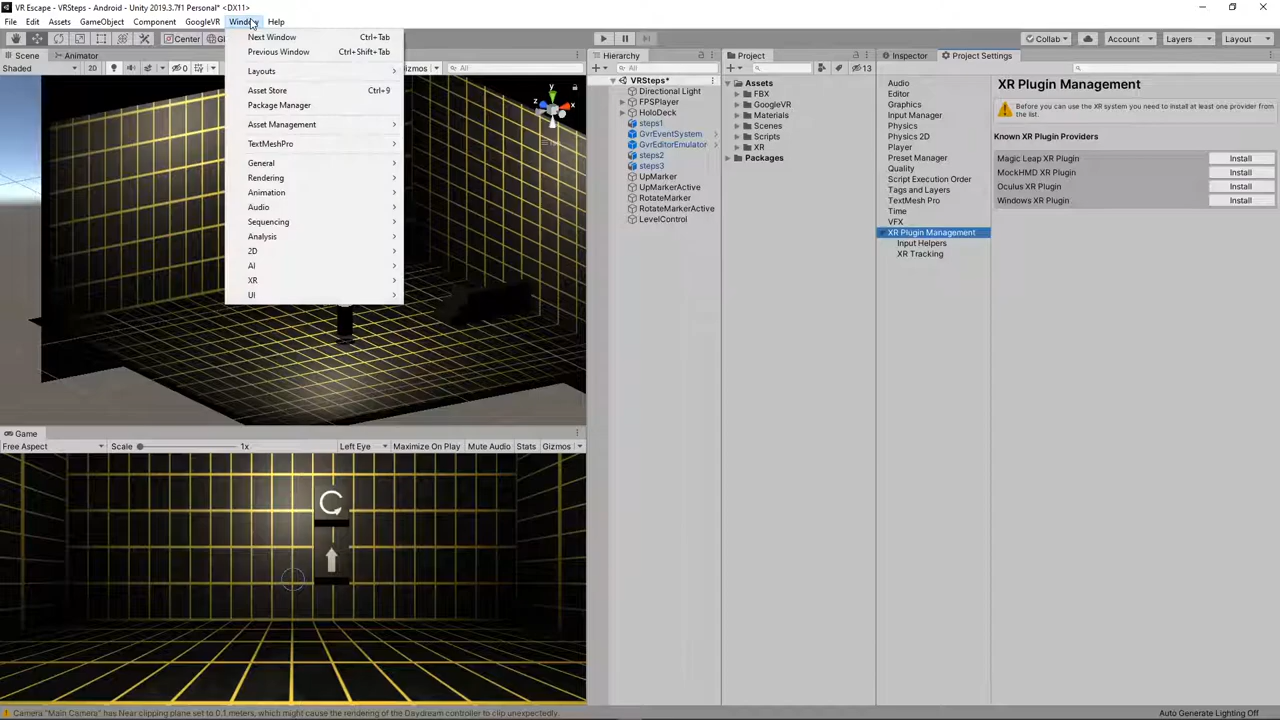 VR Escape - VRSteps - Android - Unity 2019.3.7f1 Personal* <DX11>
File Edit Assets GameObject Component GoogleVR Window Help
Center
Collab Account Layers Layout
Scene Animator
Shaded 20 0 izmos All
Next Window Ctrl+Tab
Previous Window Ctrl+Shift+Tab
Layouts
Asset Store Ctrl+9
Package Manager
Asset Management
TextMeshPro
General
Rendering
Animation
Audio
Sequencing
Analysis
2D
AI
XR
UI
y
x
Hierarchy
All
VRSteps*
Directional Light
FPSPlayer
HoloDeck
steps1
GvrEventSystem
GvrEditorEmulator
steps2
steps3
UpMarker
UpMarkerActive
RotateMarker
RotateMarkerActive
LevelControl
Project
13
Assets
FBX
GoogleVR
Materials
Scenes
Scripts
XR
Packages
Inspector Project Settings
Audio
Editor
Graphics
Input Manager
Physics
Physics 2D
Player
Preset Manager
Quality
Script Execution Order
Tags and Layers
TextMesh Pro
Time
VFX
XR Plugin Management
Input Helpers
XR Tracking
XR Plugin Management
Before you can use the XR system you need to install at least one provider from
the list.
Known XR Plugin Providers
Magic Leap XR Plugin Install
MockHMD XR Plugin Install
Oculus XR Plugin Install
Windows XR Plugin Install
Game
Free Aspect Scale 1x Left Eye Maximize On Play Mute Audio Stats Gizmos
Camera "Main Camera" has Near clipping plane set to 0.1 meters, which might cause the rendering of the Daydream controller to clip unexpectedly.
Auto Generate Lighting Off